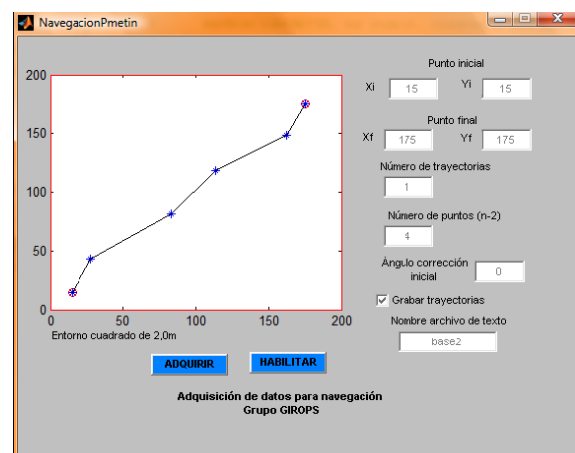 NavegacionPmetin
Punto inicial
Xi 15 Yi 15
Punto final
Xf 175 Yf 175
Número de trayectorias
1
Número de puntos (n-2)
4
Ángulo corrección
inicial
0
Grabar trayectorias
Nombre archivo de texto
base2
200
150
100
50
0
0 50 100 150 200
Entorno cuadrado de 2,0m
ADQUIRIR HABILITAR
Adquisición de datos para navegación
Grupo GIROPS